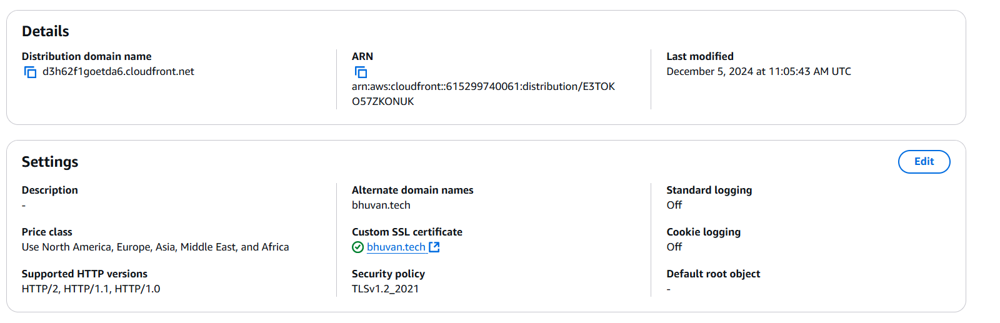 Details
Distribution domain name
d3h62f1goetda6.cloudfront.net
ARN
arn:aws:cloudfront::615299740061:distribution/E3TOK
O57ZKONUK
Last modified
December 5, 2024 at 11:05:43 AM UTC
Settings
Edit
Description
-
Price class
Use North America, Europe, Asia, Middle East, and Africa
Supported HTTP versions
HTTP/2, HTTP/1.1, HTTP/1.0
Alternate domain names
bhuvan.tech
Custom SSL certificate
bhuvan.tech
Security policy
TLSv1.2_2021
Standard logging
Off
Cookie logging
Off
Default root object
-